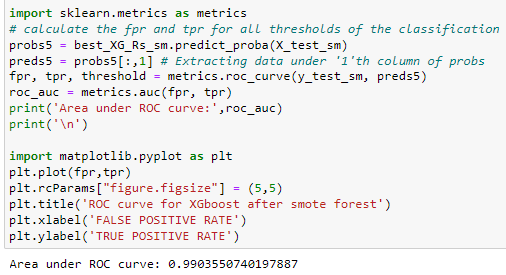 import sklearn.metrics as metrics
# calculate the fpr and tpr for all thresholds of the classification
probs5 = best_XG_Rs_sm.predict_proba(X_test_sm)
preds5 = probs5[:,1] # Extracting data under '1'th column of probs
fpr, tpr, threshold = metrics.roc_curve(y_test_sm, preds5)
roc_auc = metrics.auc(fpr, tpr)
print('Area under ROC curve:',roc_auc)
print('\n')
import matplotlib.pyplot as plt
plt.plot(fpr,tpr)
plt.rcParams["figure.figsize"] = (5,5)
plt.title('ROC curve for XGboost after smote forest')
plt.xlabel('FALSE POSITIVE RATE')
plt.ylabel('TRUE POSITIVE RATE')
Area under ROC curve: 0.9903550740197887